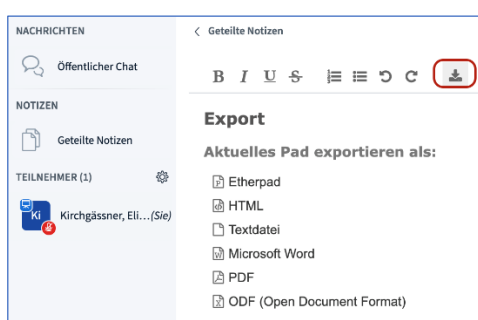 NACHRICHTEN
Öffentlicher Chat
NOTIZEN
Geteilte Notizen
TEILNEHMER (1)
Ki
Kirchgässner, Eli...(Sie)
Geteilte Notizen
B I U S
Export
Aktuelles Pad exportieren als:
Etherpad
HTML
Textdatei
Microsoft Word
PDF
ODF (Open Document Format)